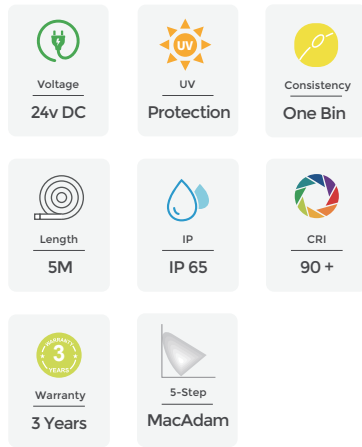 UV
Voltage
24v DC
UV
Protection
Consistency
One Bin
Length
5M
IP
IP 65
CRI
90 +
WARRANTY
3
YEARS
Warranty
3 Years
5-Step
MacAdam